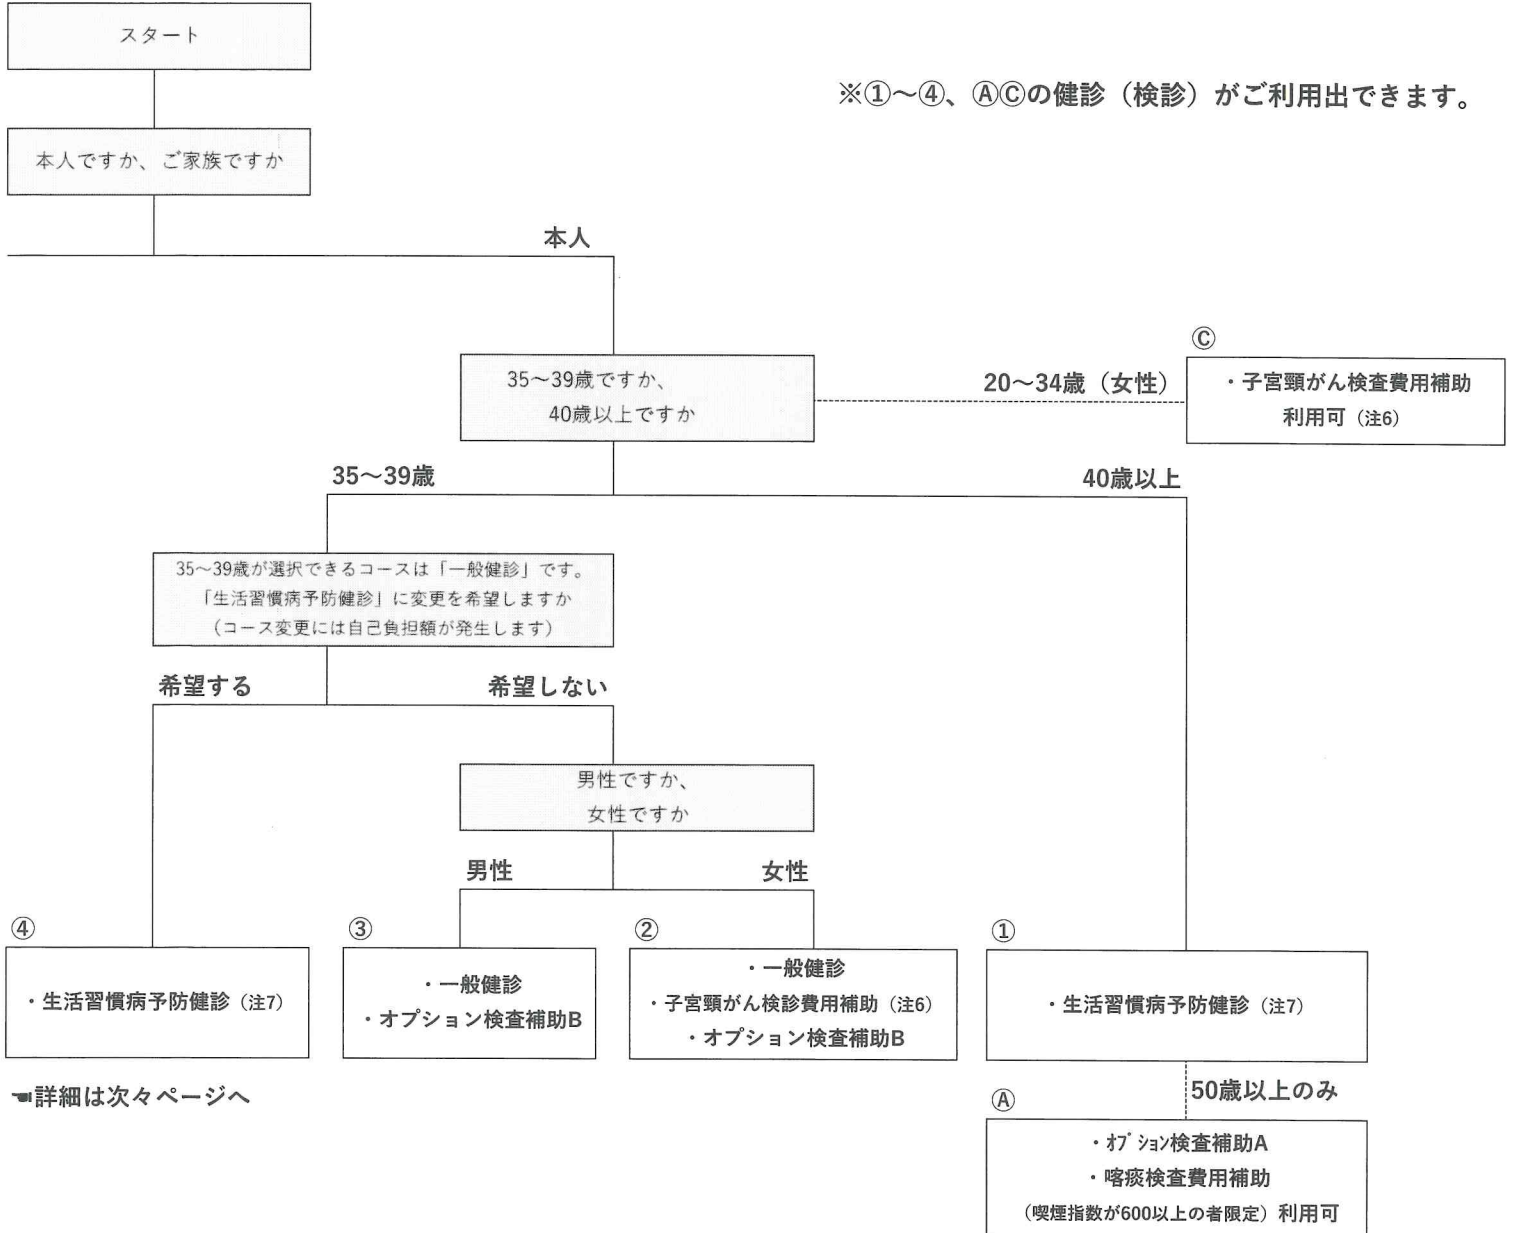 スタート
※①～④、ⒶⒸの健診（検診）がご利用出できます。
本人ですか、ご家族ですか
本人
35～39歳ですか、
40歳以上ですか
20～34歳（女性）
Ⓒ
・子宮頸がん検査費用補助
利用可（注6）
35～39歳
40歳以上
35～39歳が選択できるコースは「一般健診」です。
「生活習慣病予防健診」に変更を希望しますか
（コース変更には自己負担額が発生します）
希望する
希望しない
男性ですか、
女性ですか
男性
女性
④
・生活習慣病予防健診（注7）
③
・一般健診
・オプション検査補助B
②
・一般健診
・子宮頸がん検診費用補助（注6）
・オプション検査補助B
①
・生活習慣病予防健診（注7）
☚詳細は次々ページへ
50歳以上のみ
Ⓐ
・ｵﾌﾟｼｮﾝ検査補助A
・喀痰検査費用補助
（喫煙指数が600以上の者限定）利用可